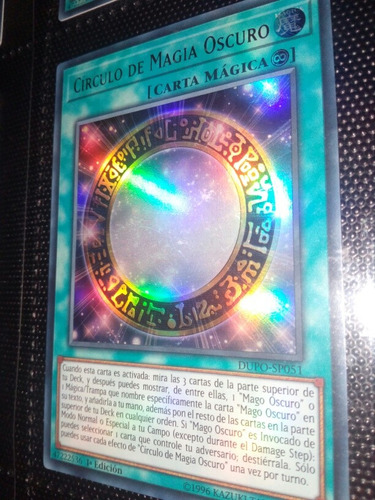 CÍRCULO DE MAGIA OSCURO
[CARTA MÁGICA
DUPO-SP051
Cuando esta carta es activada: mira las 3 cartas de la parte superior de
tu Deck, y después puedes mostrar, de entre ellas, 1 "Mago Oscuro" o
1 Mágica/Trampa que nombre específicamente la carta "Mago Oscuro" en
su texto, y añadirla a tu mano, además pon el resto de las cartas en la parte
superior de tu Deck en cualquier orden. Si "Mago Oscuro" es Invocado de
Modo Normal o Especial a tu Campo (excepto durante el Damage Step):
puedes seleccionar 1 carta que controle tu adversario; destiérrala. Sólo
puedes usar cada efecto de "Círculo de Magia Oscuro" una vez por turno.
47222536 1ª Edición
©1996 KAZUKI